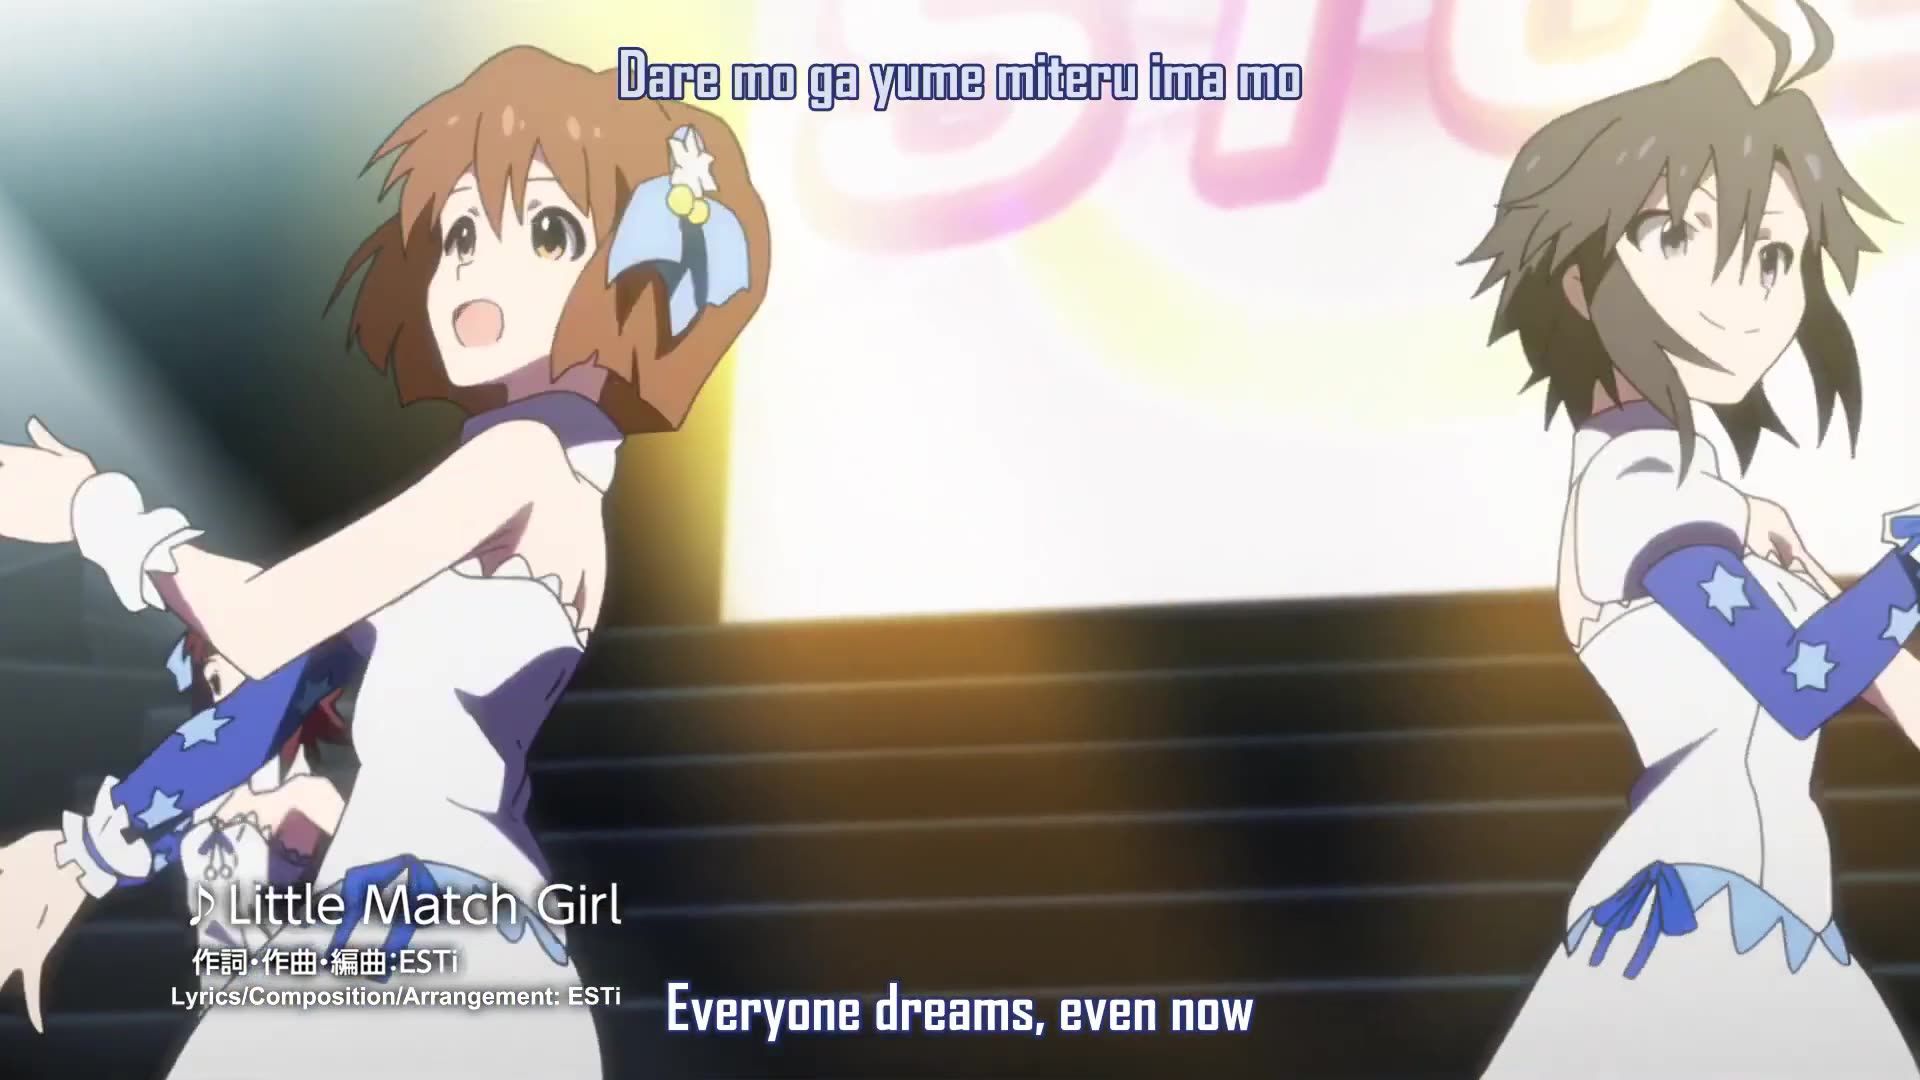 Dare mo ga yume miteru ima mo
♪Little Match Girl
作詞・作曲・編曲：ESTi
Lyrics/Composition/Arrangement: ESTi
Everyone dreams, even now